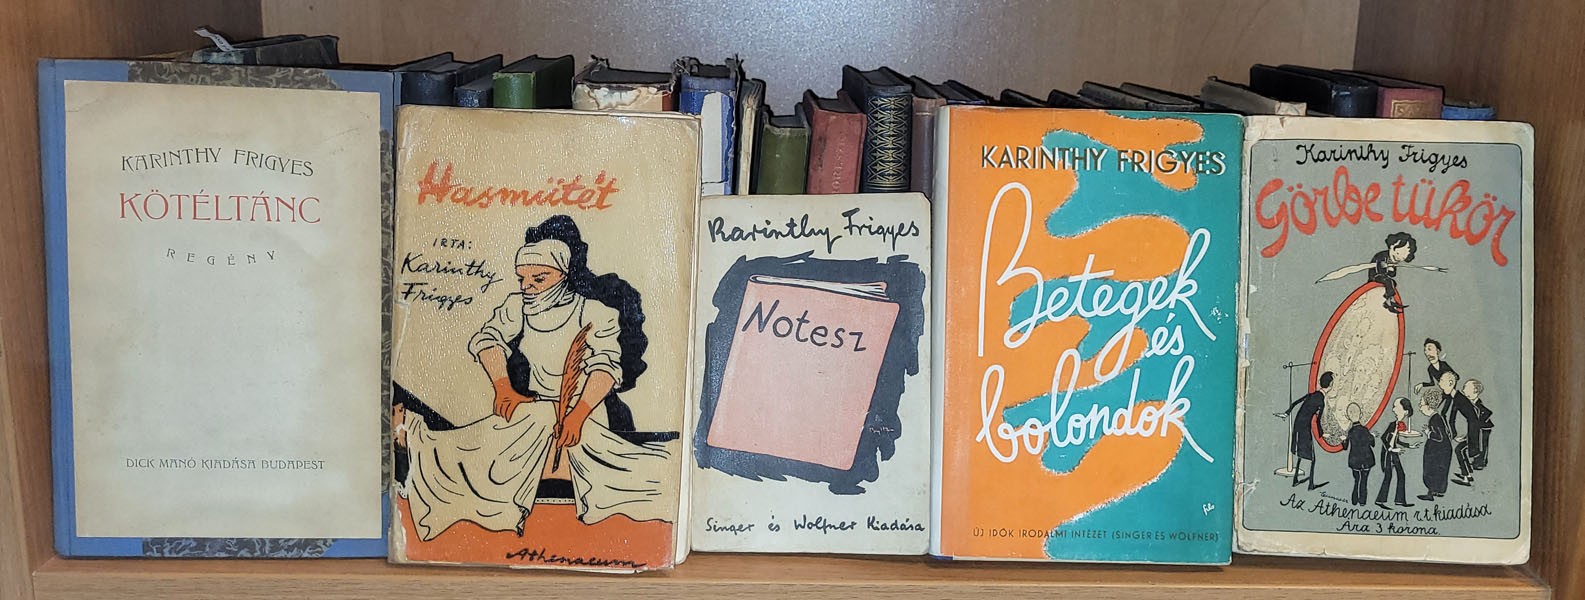 KARINTHY FRIGYES
KÖTÉLTÁNC
REGÉNY
DICK MANÓ KIADÁSA BUDAPEST
Hasműtét
IRTA:
Karinthy
Frigyes
Athenaeum
Karinthy Frigyes
Notesz
Singer és Wolfner Kiadása
KARINTHY FRIGYES
Betegek
és
bolondok
ÚJ IDŐK IRODALMI INTÉZET (SINGER ÉS WOLFNER)
Karinthy Frigyes
Görbe tükör
Az Athenaeum r.t. kiadása
Ára 3 korona.